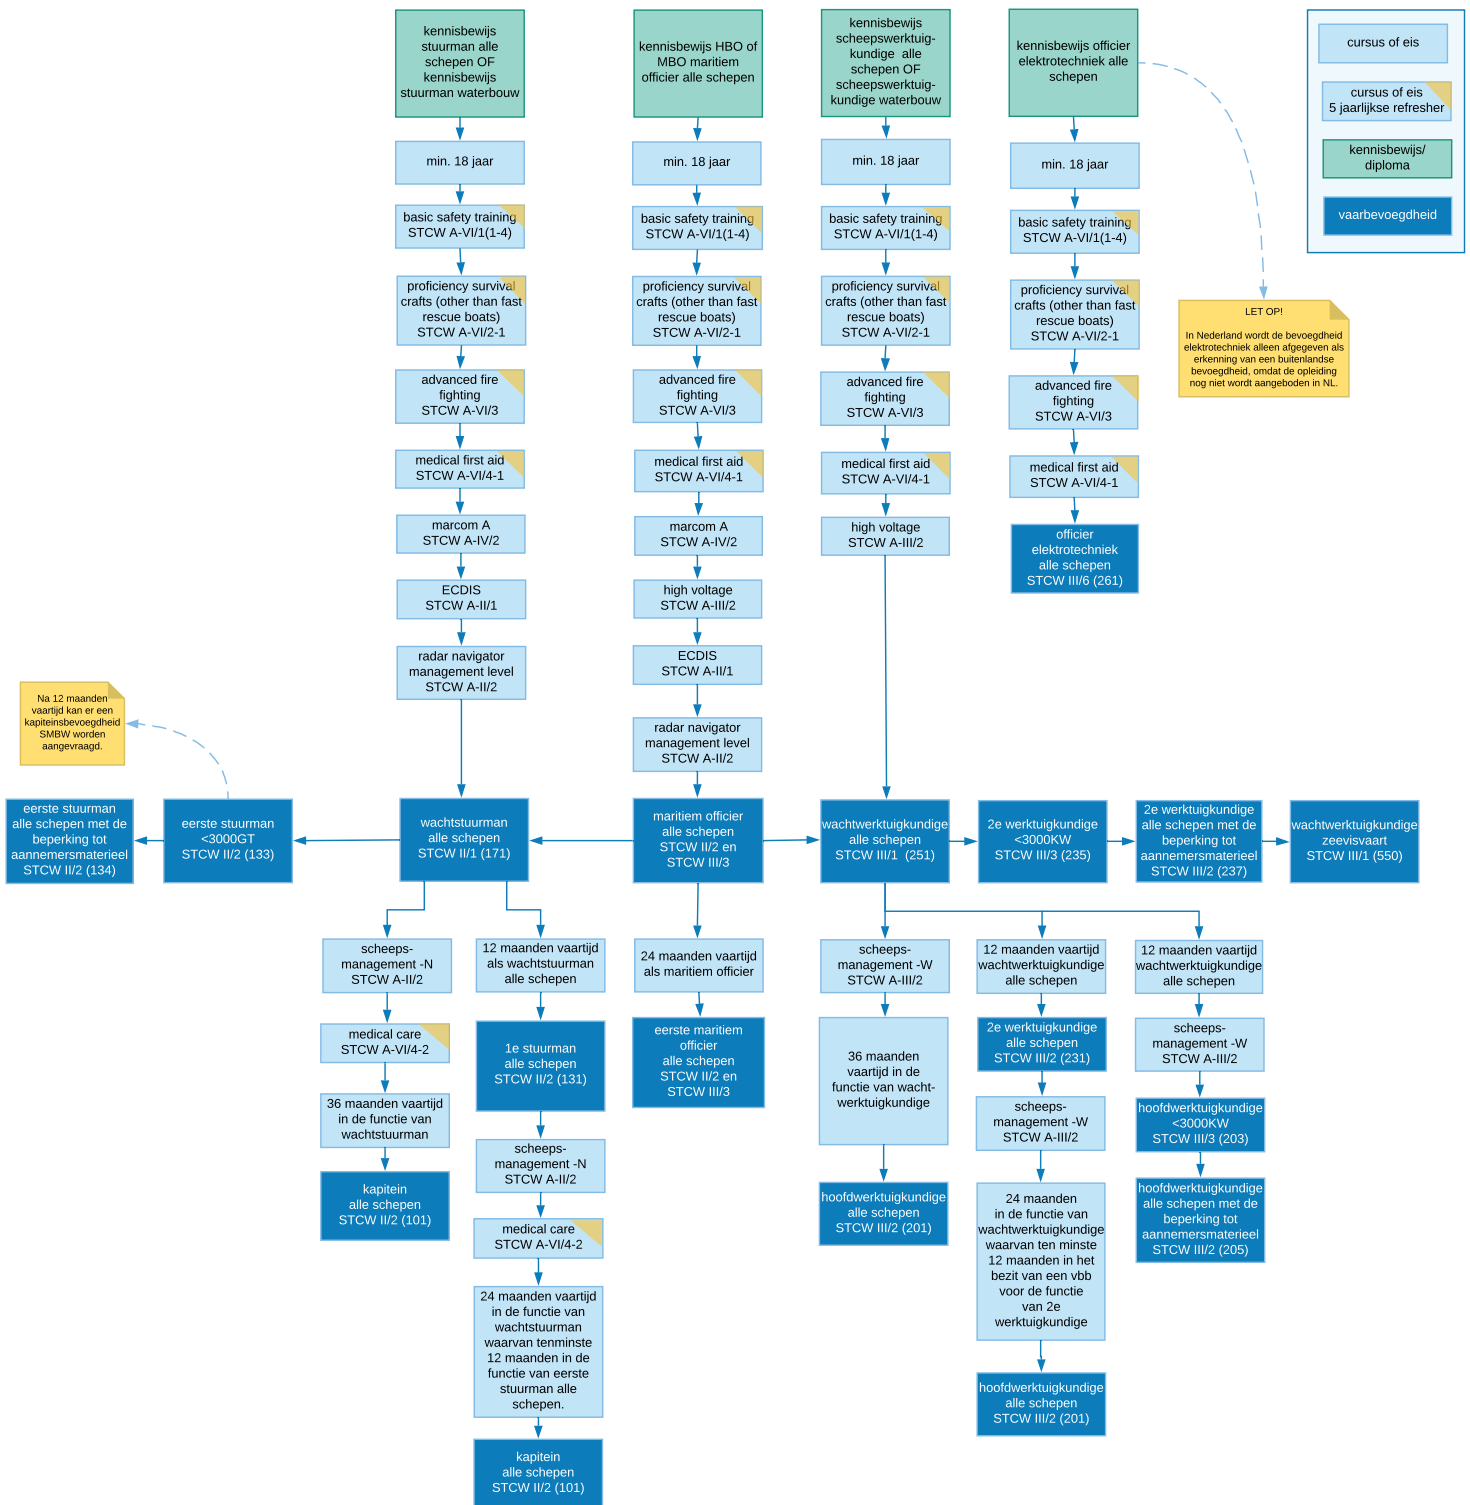 kennisbewijs
stuurman alle
schepen OF
kennisbewijs
stuurman waterbouw
min. 18 jaar
basic safety training
STCW A-VI/1(1-4)
proficiency survival
crafts (other than fast
rescue boats)
STCW A-VI/2-1
advanced fire
fighting
STCW A-VI/3
medical first aid
STCW A-VI/4-1
marcom A
STCW A-IV/2
ECDIS
STCW A-II/1
radar navigator
management level
STCW A-II/2
kennisbewijs HBO of
MBO maritiem
officier alle schepen
min. 18 jaar
basic safety training
STCW A-VI/1(1-4)
proficiency survival
crafts (other than fast
rescue boats)
STCW A-VI/2-1
advanced fire
fighting
STCW A-VI/3
medical first aid
STCW A-VI/4-1
marcom A
STCW A-IV/2
high voltage
STCW A-III/2
ECDIS
STCW A-II/1
radar navigator
management level
STCW A-II/2
kennisbewijs
scheepswerktuig-
kundige alle
schepen OF
scheepswerktuig-
kundige waterbouw
min. 18 jaar
basic safety training
STCW A-VI/1(1-4)
proficiency survival
crafts (other than fast
rescue boats)
STCW A-VI/2-1
advanced fire
fighting
STCW A-VI/3
medical first aid
STCW A-VI/4-1
high voltage
STCW A-III/2
kennisbewijs officier
elektrotechniek alle
schepen
min. 18 jaar
basic safety training
STCW A-VI/1(1-4)
proficiency survival
crafts (other than fast
rescue boats)
STCW A-VI/2-1
advanced fire
fighting
STCW A-VI/3
medical first aid
STCW A-VI/4-1
officier
elektrotechniek
alle schepen
STCW III/6 (261)
cursus of eis
cursus of eis
5 jaarlijkse refresher
kennisbewijs/
diploma
vaarbevoegdheid
LET OP!
In Nederland wordt de bevoegdheid
elektrotechniek alleen afgegeven als
erkenning van een buitenlandse
bevoegdheid, omdat de opleiding
nog niet wordt aangeboden in NL.
Na 12 maanden
vaartijd kan er een
kapiteinsbevoegdheid
SMBW worden
aangevraagd.
eerste stuurman
alle schepen met de
beperking tot
aannemersmaterieel
STCW II/2 (134)
eerste stuurman
<3000GT
STCW II/2 (133)
wachtstuurman
alle schepen
STCW II/1 (171)
maritiem officier
alle schepen
STCW II/2 en
STCW III/3
wachtwerktuigkundige
alle schepen
STCW III/1 (251)
2e werktuigkundige
<3000KW
STCW III/3 (235)
2e werktuigkundige
alle schepen met de
beperking tot
aannemersmaterieel
STCW III/2 (237)
wachtwerktuigkundige
zeevisvaart
STCW III/1 (550)
scheeps-
management -N
STCW A-II/2
medical care
STCW A-VI/4-2
36 maanden vaartijd
in de functie van
wachtstuurman
kapitein
alle schepen
STCW II/2 (101)
12 maanden vaartijd
als wachtstuurman
alle schepen
1e stuurman
alle schepen
STCW II/2 (131)
scheeps-
management -N
STCW A-II/2
medical care
STCW A-VI/4-2
24 maanden vaartijd
in de functie van
wachtstuurman
waarvan tenminste
12 maanden in de
functie van eerste
stuurman alle
schepen.
kapitein
alle schepen
STCW II/2 (101)
24 maanden vaartijd
als maritiem officier
eerste maritiem
officier
alle schepen
STCW II/2 en
STCW III/3
scheeps-
management -W
STCW A-III/2
36 maanden
vaartijd in de
functie van wacht-
werktuigkundige
hoofdwerktuigkundige
alle schepen
STCW III/2 (201)
12 maanden vaartijd
wachtwerktuigkundige
alle schepen
2e werktuigkundige
alle schepen
STCW III/2 (231)
scheeps-
management -W
STCW A-III/2
24 maanden
in de functie van
wachtwerktuigkundige
waarvan ten minste
12 maanden in het
bezit van een vbb
voor de functie
van 2e
werktuigkundige
hoofdwerktuigkundige
alle schepen
STCW III/2 (201)
12 maanden vaartijd
wachtwerktuigkundige
alle schepen
scheeps-
management -W
STCW A-III/2
hoofdwerktuigkundige
<3000KW
STCW III/3 (203)
hoofdwerktuigkundige
alle schepen met de
beperking tot
aannemersmaterieel
STCW III/2 (205)